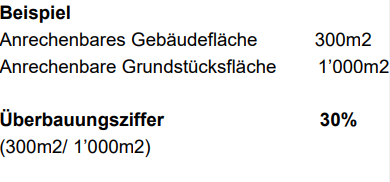 Beispiel
Anrechenbares Gebäudefläche 300m2
Anrechenbare Grundstücksfläche 1’000m2
Überbauungsziffer 30%
(300m2/ 1’000m2)